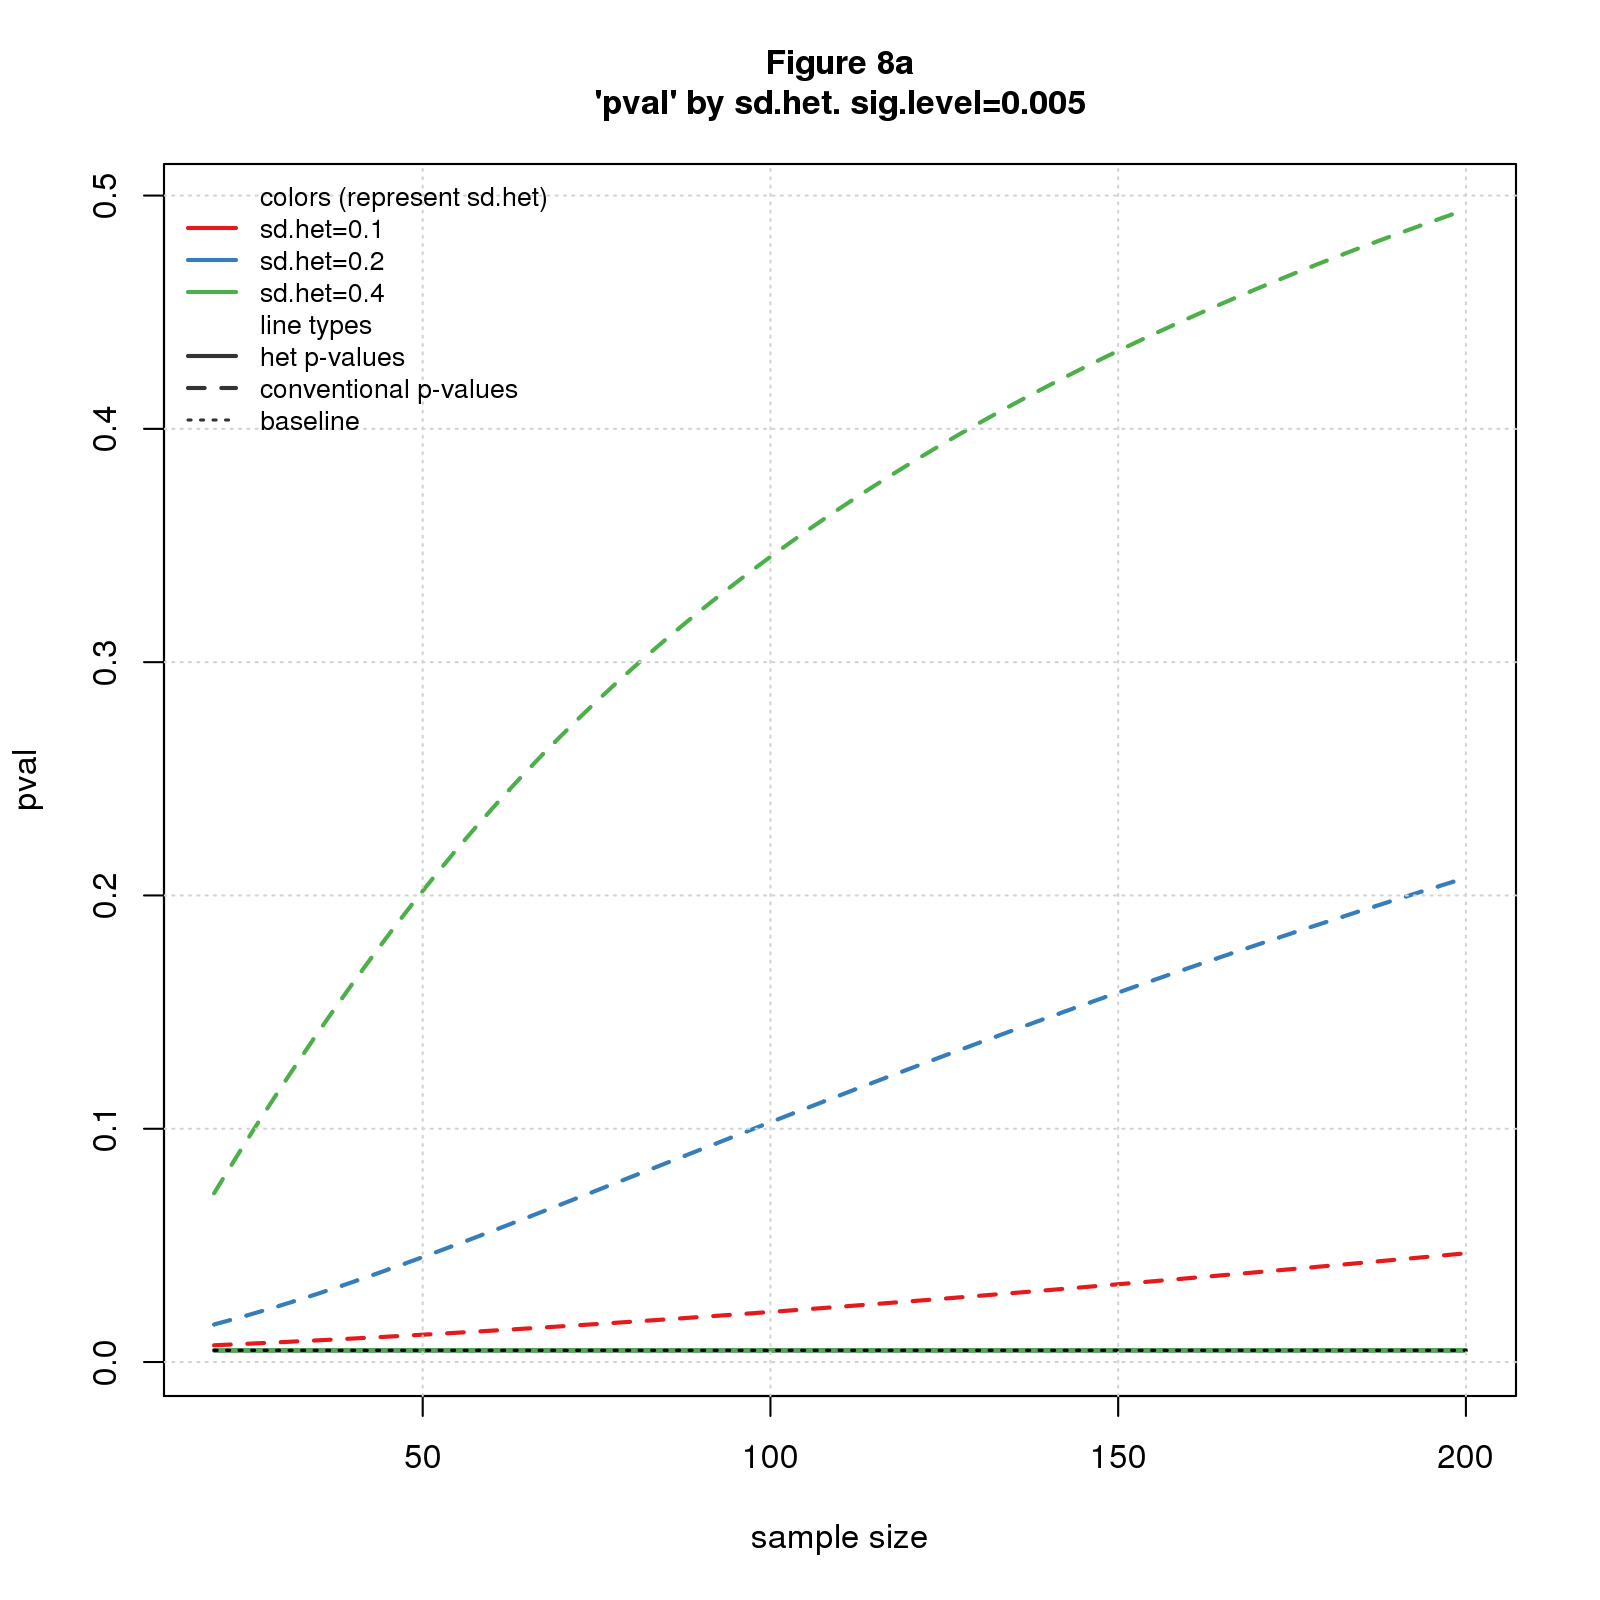 Figure 8a
'pval' by sd.het. sig.level=0.005
colors (represent sd.het)
sd.het=0.1
sd.het=0.2
sd.het=0.4
line types
het p-values
conventional p-values
baseline
0.5
0.4
0.3
0.2
0.1
0.0
pval
50 100 150 200
sample size